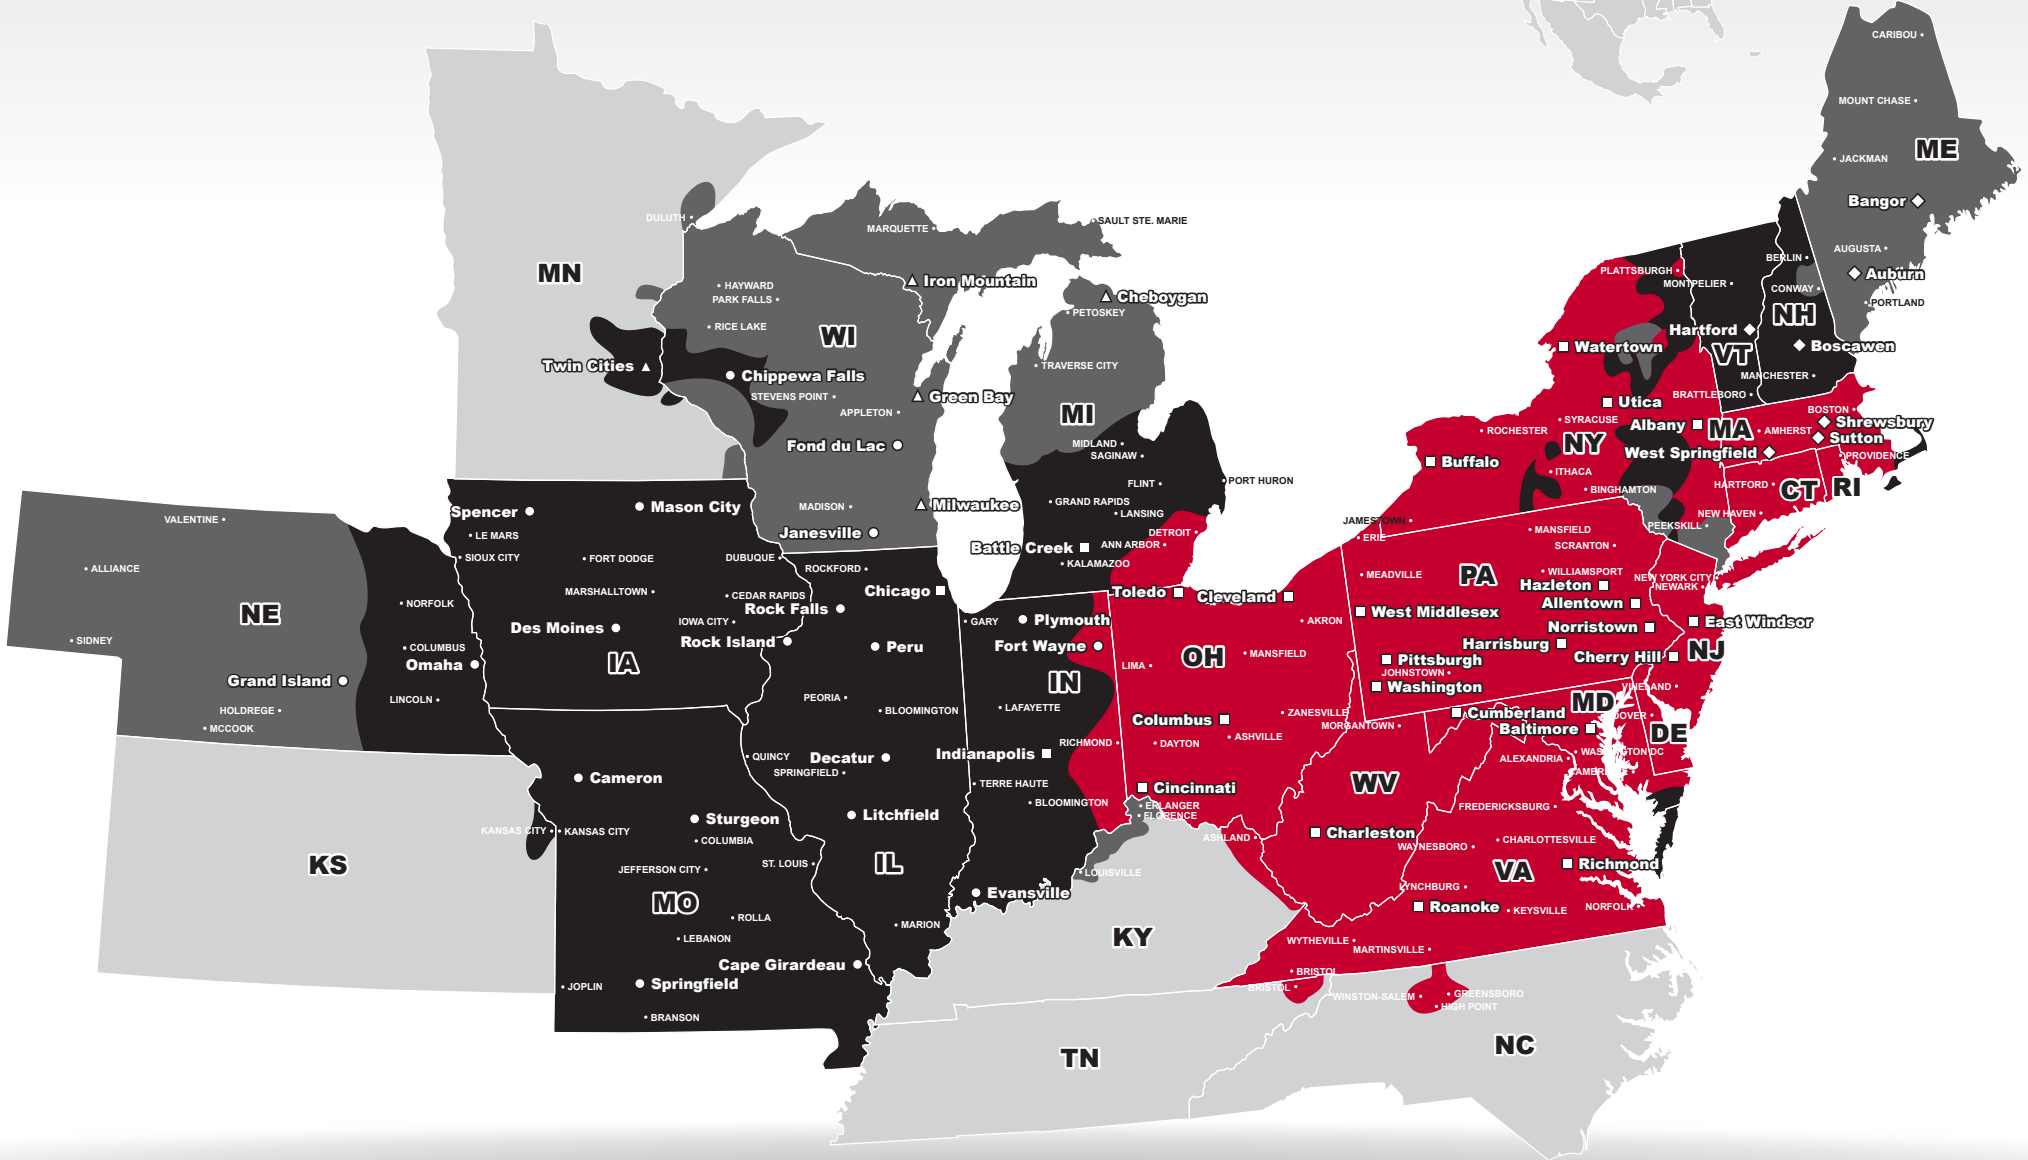 CARIBOU
MOUNT CHASE
ME
JACKMAN
Bangor
DULUTH
MARQUETTE
SAULT STE. MARIE
AUGUSTA
BERLIN
PLATTSBURGH
MN
Auburn
MONTPELIER
CONWAY
HAYWARD
Iron Mountain
PARK FALLS
Cheboygan
PORTLAND
PETOSKEY
NH
RICE LAKE
WI
Hartford
Watertown
VT
Boscawen
Twin Cities
TRAVERSE CITY
Chippewa Falls
MANCHESTER
STEVENS POINT
Green Bay
BRATTLEBORO
Utica
APPLETON
MI
BOSTON
SYRACUSE
Shrewsbury
Albany
MA
AMHERST
ROCHESTER
Sutton
Fond du Lac
MIDLAND
NY
West Springfield
SAGINAW
PROVIDENCE
Buffalo
ITHACA
FLINT
PORT HURON
HARTFORD
CT
RI
BINGHAMTON
GRAND RAPIDS
Milwaukee
MADISON
Mason City
Spencer
LANSING
NEW HAVEN
VALENTINE
JAMESTOWN
PEEKSKILL
Janesville
DETROIT
MANSFIELD
LE MARS
ERIE
ANN ARBOR
SCRANTON
Battle Creek
SIOUX CITY
FORT DODGE
DUBUQUE
KALAMAZOO
ALLIANCE
ROCKFORD
MEADVILLE
PA
WILLIAMSPORT
NEW YORK CITY
NEWARK
Hazleton
MARSHALLTOWN
CEDAR RAPIDS
Chicago
Toledo
Cleveland
NORFOLK
Rock Falls
Allentown
NE
West Middlesex
IOWA CITY
GARY
Plymouth
AKRON
East Windsor
Des Moines
Norristown
SIDNEY
Rock Island
Harrisburg
COLUMBUS
Peru
Fort Wayne
MANSFIELD
NJ
OH
Cherry Hill
Omaha
IA
LIMA
Pittsburgh
JOHNSTOWN
Grand Island
IN
Washington
VINELAND
LINCOLN
PEORIA
MD
HOLDREGE
BLOOMINGTON
LAFAYETTE
ZANESVILLE
Cumberland
DOVER
Columbus
MORGANTOWN
Baltimore
MCCOOK
DE
ASHVILLE
RICHMOND
DAYTON
WASHINGTON DC
QUINCY
Decatur
Indianapolis
ALEXANDRIA
SPRINGFIELD
CAMBRIDGE
Cameron
TERRE HAUTE
WV
Cincinnati
BLOOMINGTON
ERLANGER
FREDERICKSBURG
Sturgeon
Litchfield
FLORENCE
KANSAS CITY
KANSAS CITY
Charleston
ASHLAND
COLUMBIA
CHARLOTTESVILLE
WAYNESBORO
KS
ST. LOUIS
IL
Richmond
JEFFERSON CITY
LOUISVILLE
VA
LYNCHBURG
Evansville
MO
Roanoke
KEYSVILLE
NORFOLK
ROLLA
MARION
LEBANON
KY
WYTHEVILLE
MARTINSVILLE
Cape Girardeau
BRISTOL
Springfield
JOPLIN
BRISTOL
WINSTON-SALEM
GREENSBORO
HIGH POINT
BRANSON
NC
TN